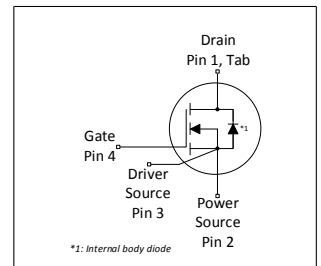 Drain
Pin 1, Tab
*1
Gate
Pin 4
Driver
Source
Pin 3
Power
Source
Pin 2
*1: Internal body diode